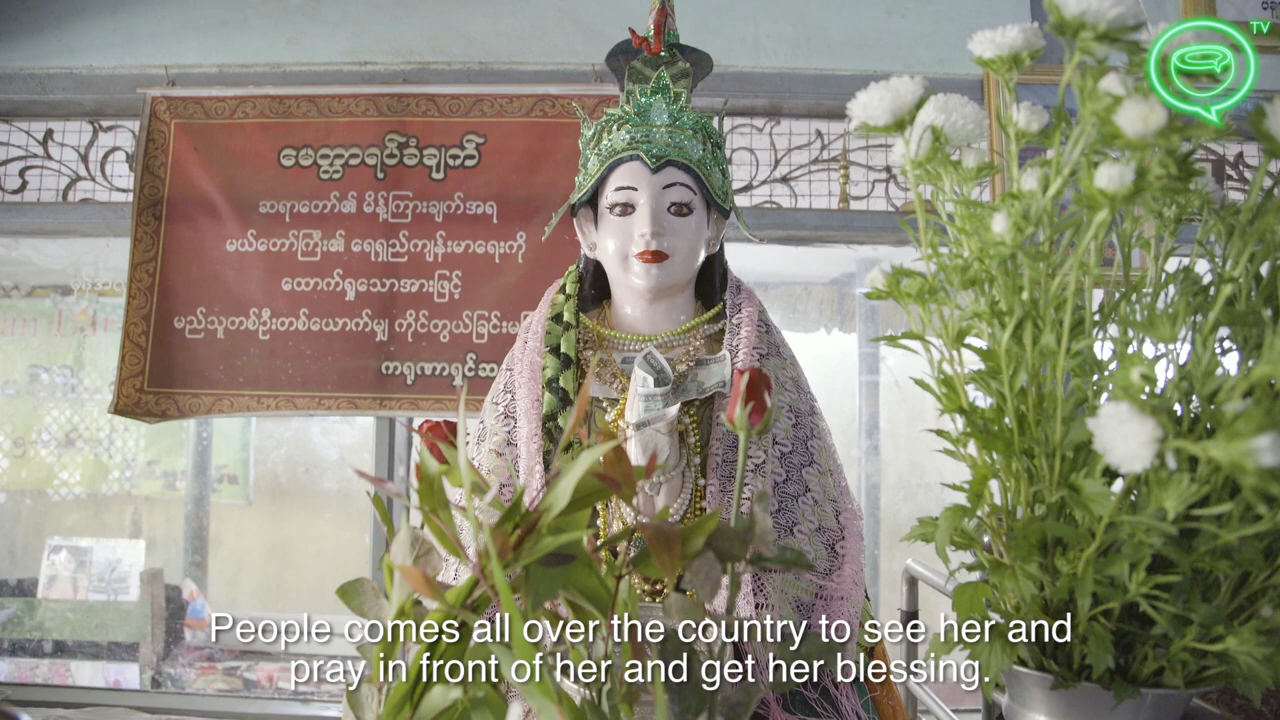 TV
မေတ္တာရပ်ခံချက်
ဆရာတော်၏ မိန့်ကြားချက်အရ
မယ်တော်ကြီး၏ ရေရှည်ကျန်းမာရေးကို
ထောက်ရှုသောအားဖြင့်
မည်သူတစ်ဦးတစ်ယောက်မျှ ကိုင်တွယ်ခြင်း
ကရုဏာရှင်
People comes all over the country to see her and
pray in front of her and get her blessing.